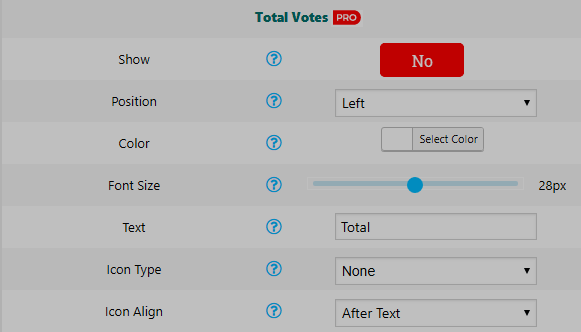 Total Votes PRO
Show ? No
Position ? Left
Color ? Select Color
Font Size ? 28px
Text ? Total
Icon Type ? None
Icon Align ? After Text